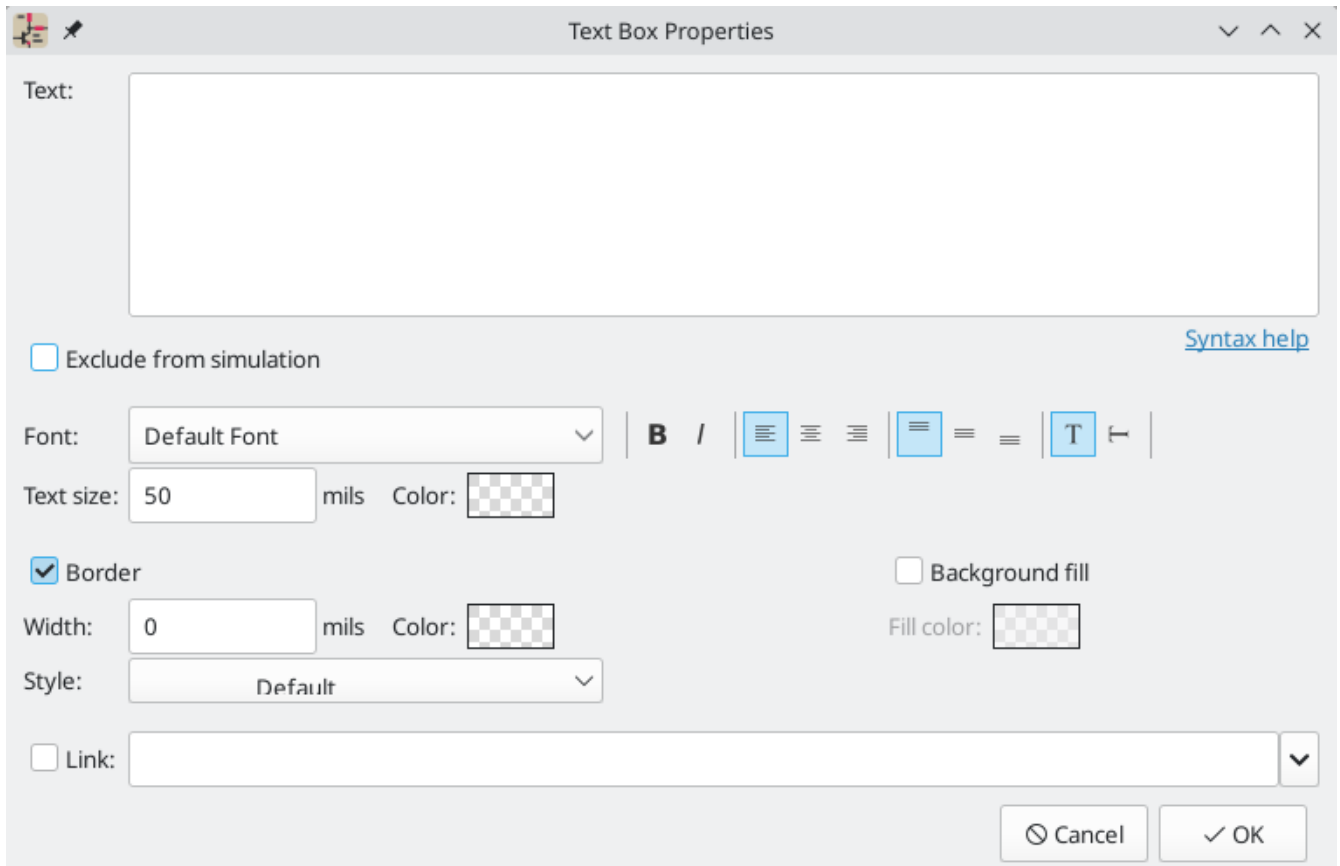 Text Box Properties
Text:
Syntax help
Exclude from simulation
Font: Default Font B I T T
Text size: 50 mils Color:
Border Background fill
Width: 0 mils Color: Fill color:
Style: Default
Link:
Cancel OK